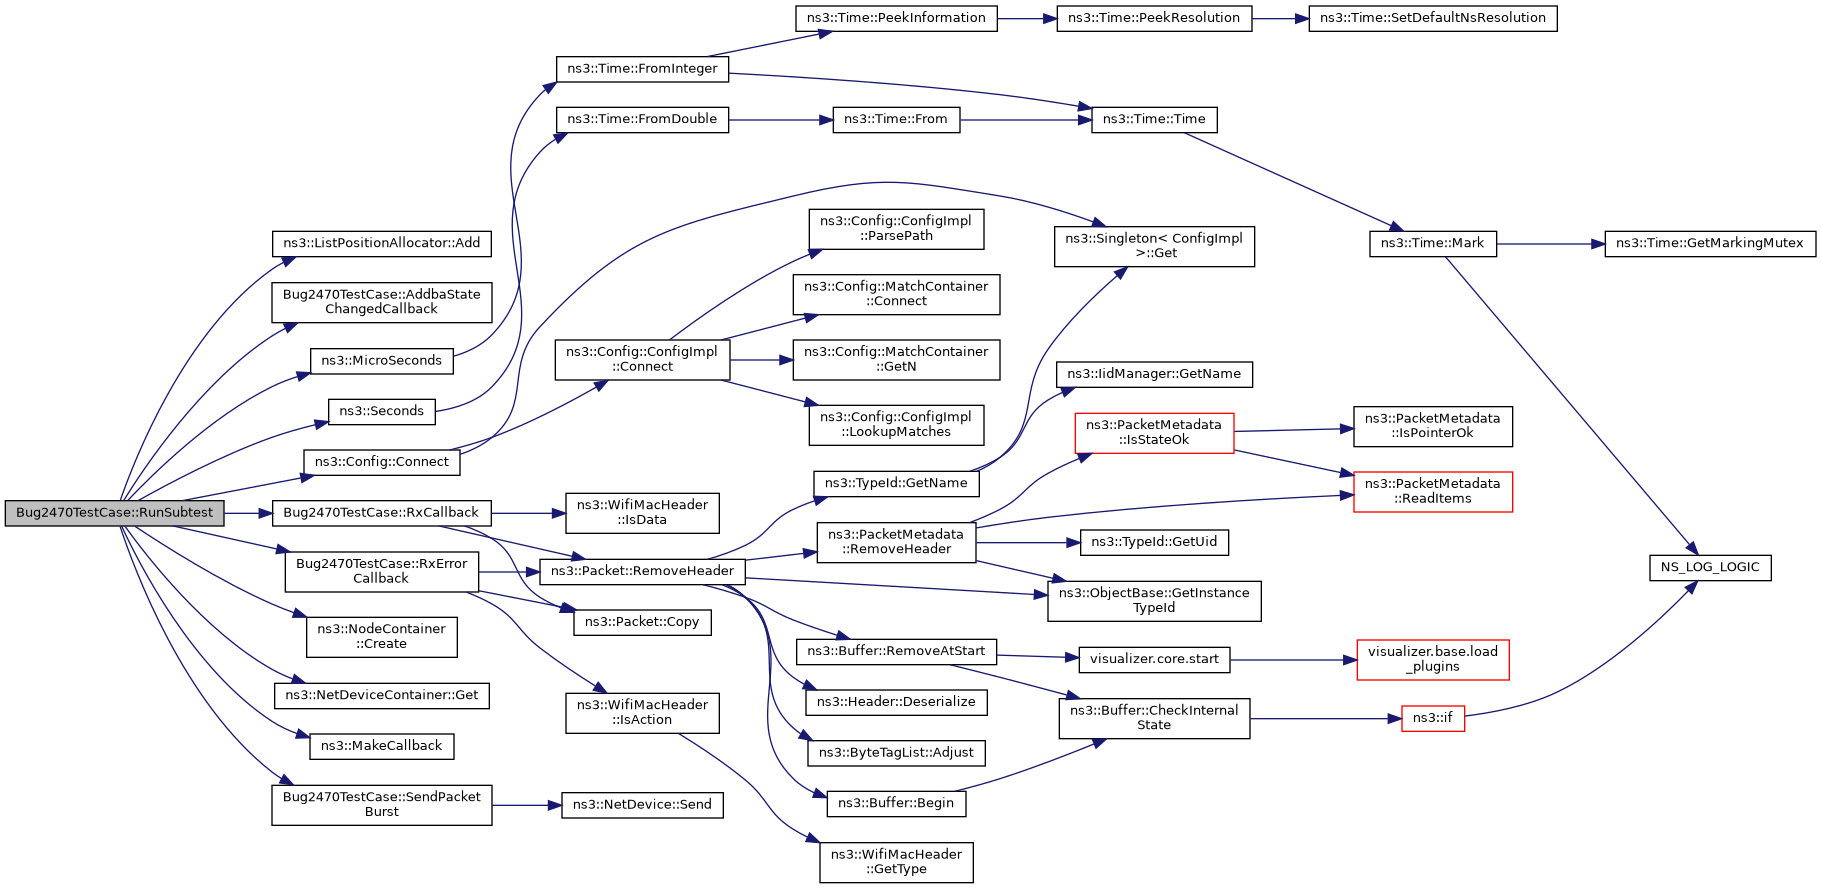 Bug2470TestCase::RunSubtest
ns3::ListPositionAllocator::Add
Bug2470TestCase::AddbaState
ChangedCallback
ns3::MicroSeconds
ns3::Seconds
ns3::Config::Connect
Bug2470TestCase::RxCallback
Bug2470TestCase::RxError
Callback
ns3::NodeContainer
::Create
ns3::NetDeviceContainer::Get
ns3::MakeCallback
Bug2470TestCase::SendPacket
Burst
ns3::Time::FromInteger
ns3::Time::FromDouble
ns3::Config::ConfigImpl
::Connect
ns3::WifiMacHeader
::IsData
ns3::Packet::RemoveHeader
ns3::Packet::Copy
ns3::WifiMacHeader
::IsAction
ns3::NetDevice::Send
ns3::Time::PeekInformation
ns3::Time::From
ns3::Config::ConfigImpl
::ParsePath
ns3::Config::MatchContainer
::Connect
ns3::Config::MatchContainer
::GetN
ns3::Config::ConfigImpl
::LookupMatches
ns3::TypeId::GetName
ns3::PacketMetadata
::RemoveHeader
ns3::Buffer::RemoveAtStart
ns3::Header::Deserialize
ns3::ByteTagList::Adjust
ns3::Buffer::Begin
ns3::WifiMacHeader
::GetType
ns3::Time::PeekResolution
ns3::Time::Time
ns3::Singleton< ConfigImpl
>::Get
ns3::IidManager::GetName
ns3::PacketMetadata
::IsStateOk
ns3::TypeId::GetUid
ns3::ObjectBase::GetInstance
TypeId
visualizer.core.start
ns3::Buffer::CheckInternal
State
ns3::Time::SetDefaultNsResolution
ns3::Time::Mark
ns3::PacketMetadata
::IsPointerOk
ns3::PacketMetadata
::ReadItems
visualizer.base.load
_plugins
ns3::if
ns3::Time::GetMarkingMutex
NS_LOG_LOGIC